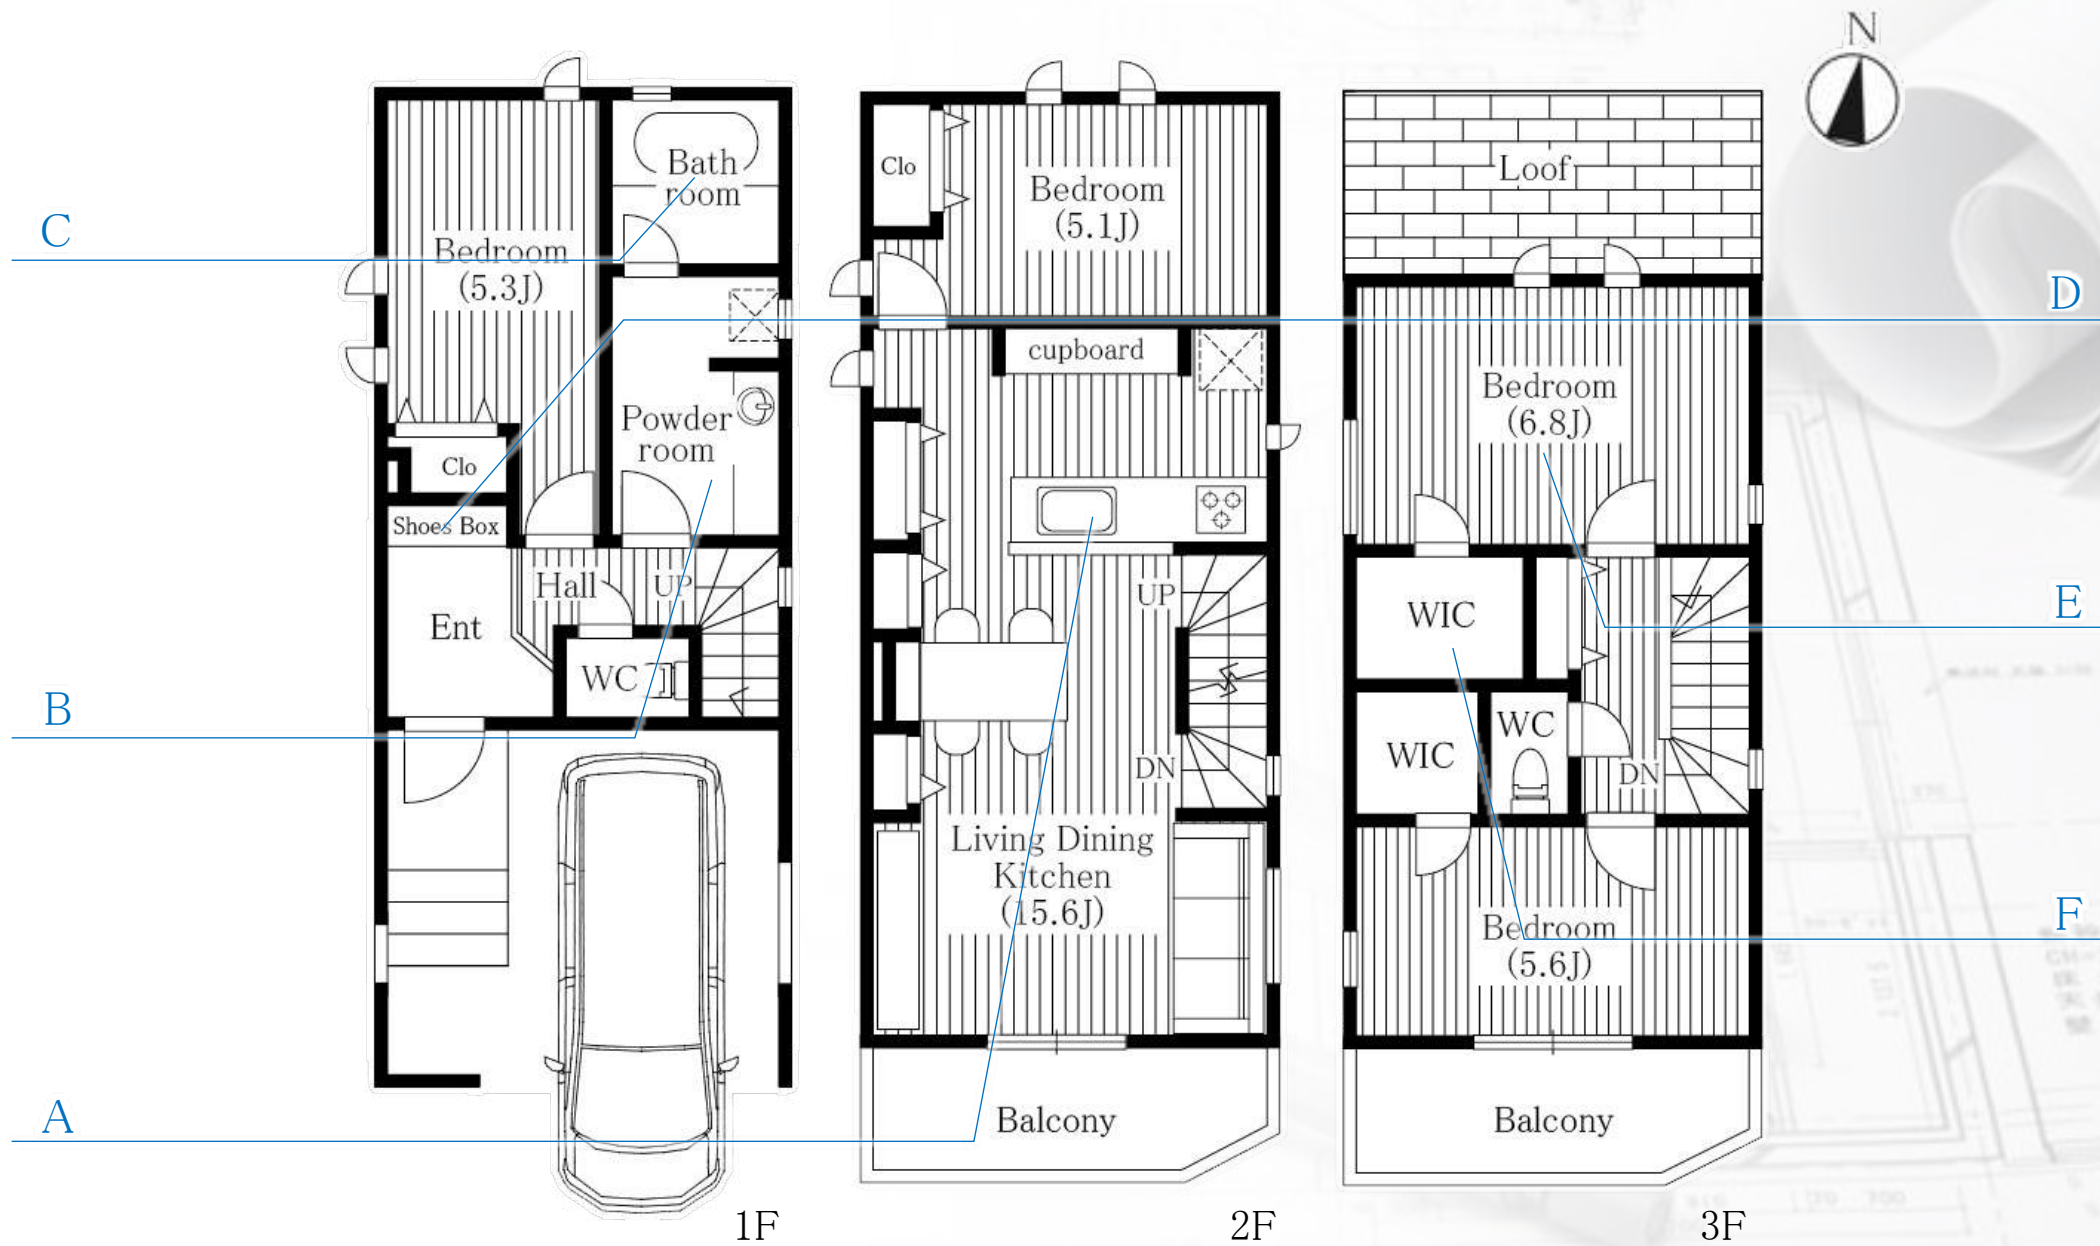 N
C
B
A
D
E
F
Bath
room
Bedroom
(5.3J)
Powder
room
Clo
Shoes Box
Hall
UP
Ent
WC
1F
Clo
Bedroom
(5.1J)
cupboard
UP
DN
Living Dining
Kitchen
(15.6J)
Balcony
2F
Loof
Bedroom
(6.8J)
WIC
WIC
WC
DN
Bedroom
(5.6J)
Balcony
3F